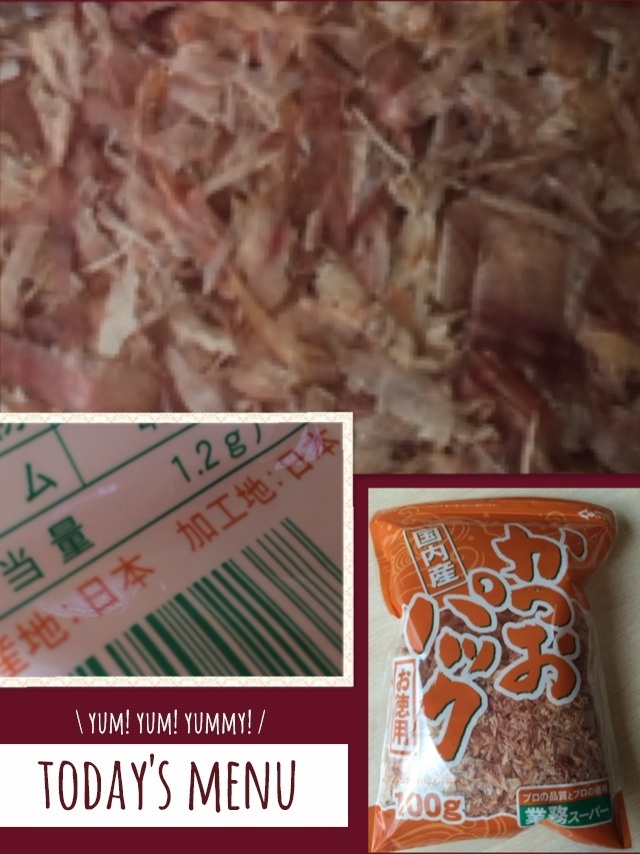 ム
1.2g)
当量
産地:日本 加工地:日本
\ YUM! YUM! YUMMY! /
TODAY'S MENU
国内産
かつお
パック
お徳用
100g
プロの品質とプロの価格
業務スーパー